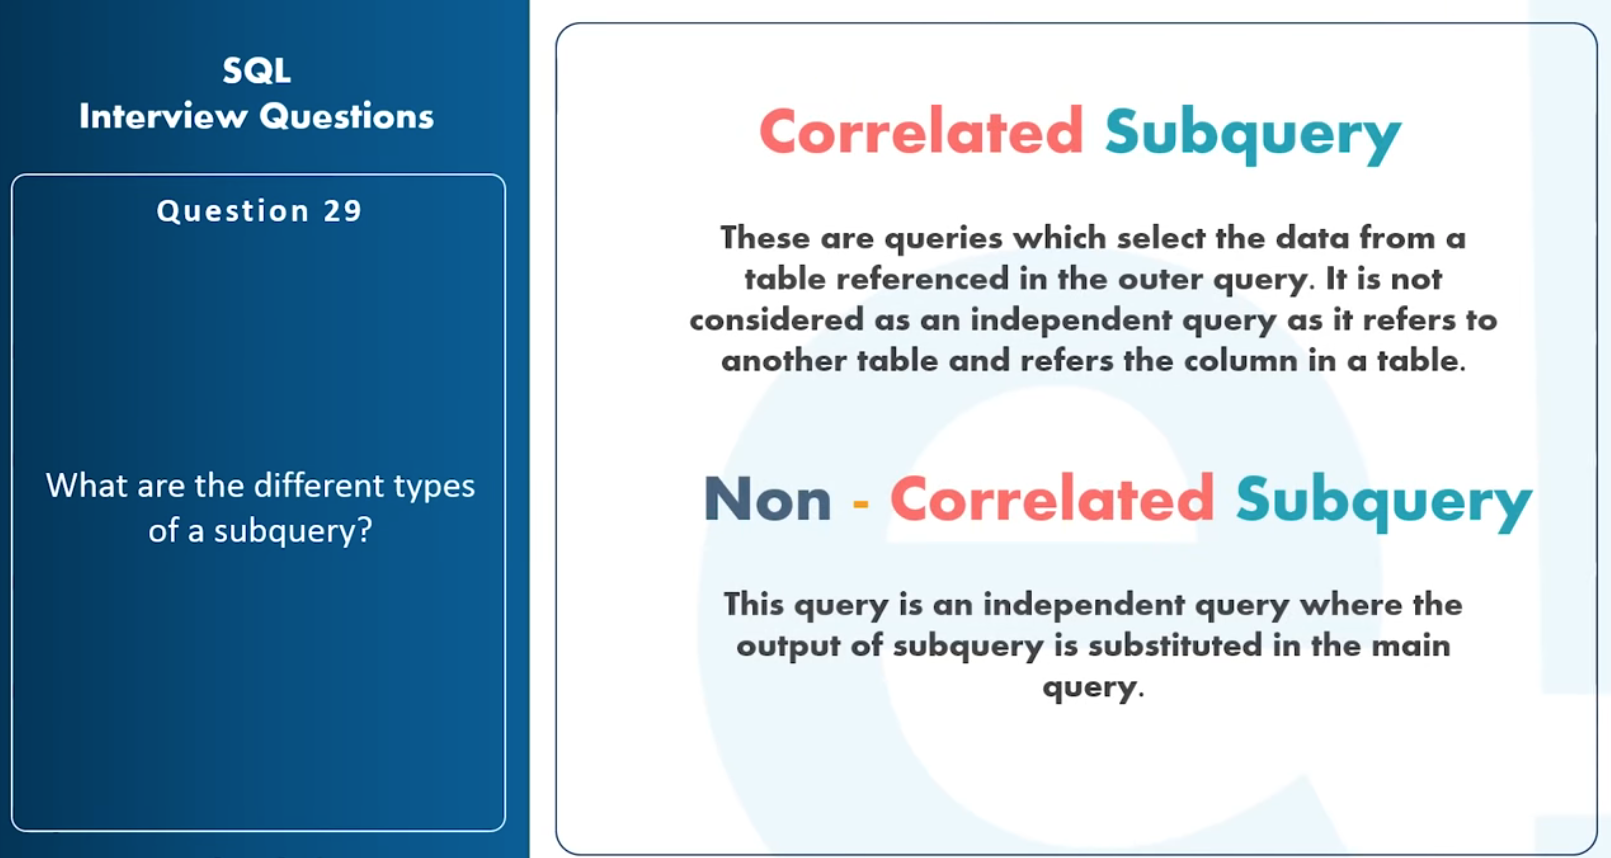 SQL
Interview Questions
Question 29
What are the different types
of a subquery?
Correlated Subquery
These are queries which select the data from a
table referenced in the outer query. It is not
considered as an independent query as it refers to
another table and refers the column in a table.
Non - Correlated Subquery
This query is an independent query where the
output of subquery is substituted in the main
query.